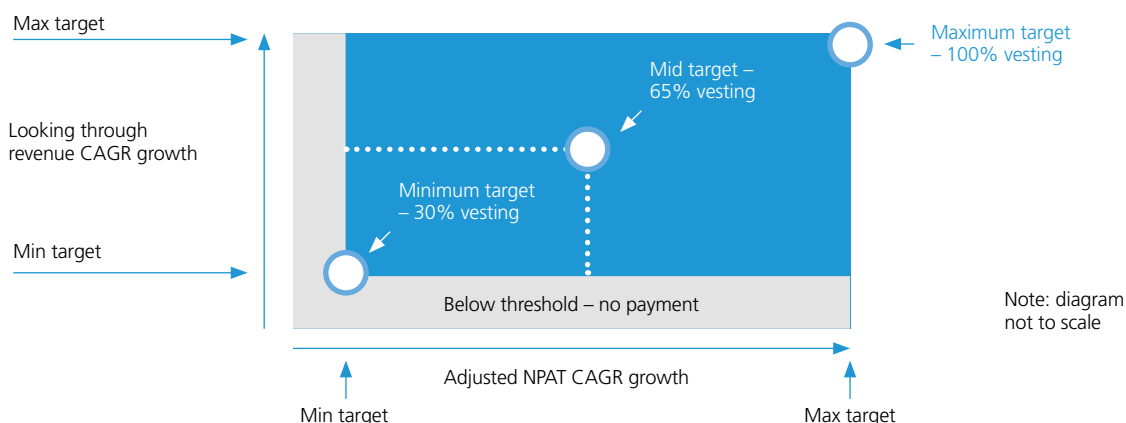 Max target
Maximum target
– 100% vesting
Mid target –
65% vesting
Looking through
revenue CAGR growth
Minimum target
– 30% vesting
Min target
Below threshold – no payment
Note: diagram
not to scale
Adjusted NPAT CAGR growth
Min target
Max target